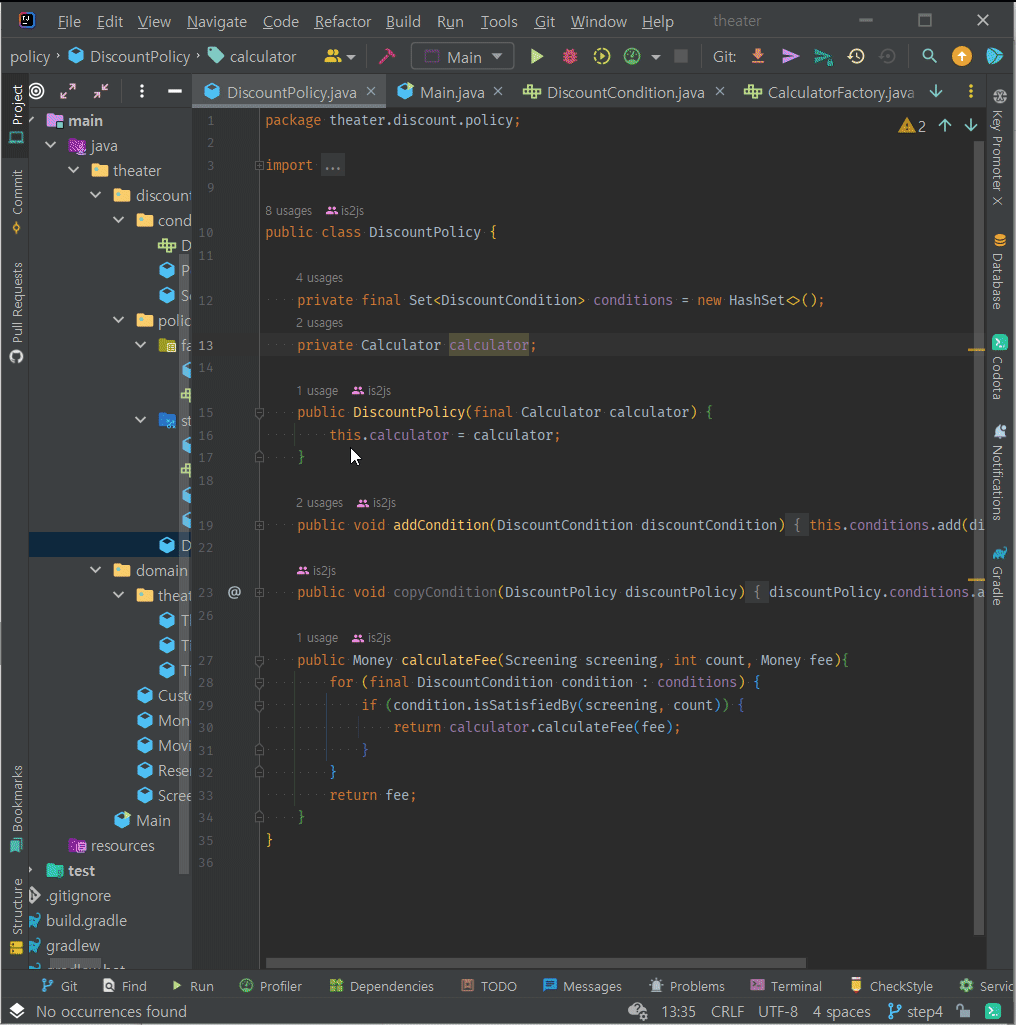 File Edit View Navigate Code Refactor Build Run Tools Git Window Help theater
policy › DiscountPolicy › calculator Main Git:
DiscountPolicy.java Main.java DiscountCondition.java CalculatorFactory.java
Project
Commit
Pull Requests
Bookmarks
Structure
main
java
theater
discount
cond
D
P
Se
polic
fa
st
D
domain
theat
Th
Ti
Ti
Custo
Mon
Movi
Rese
Scree
Main
resources
test
.gitignore
build.gradle
gradlew
gradlew.bat
1 package theater.discount.policy;
2
3 import ...
9
8 usages is2js
10 public class DiscountPolicy {
11
4 usages
12 private final Set<DiscountCondition> conditions = new HashSet<>();
2 usages
13 private Calculator calculator;
14
1 usage is2js
15 public DiscountPolicy(final Calculator calculator) {
16 this.calculator = calculator;
17 }
18
2 usages is2js
19 public void addCondition(DiscountCondition discountCondition) { this.conditions.add(di
22
is2js
23 @ public void copyCondition(DiscountPolicy discountPolicy) { discountPolicy.conditions.a
26
1 usage is2js
27 public Money calculateFee(Screening screening, int count, Money fee){
28 for (final DiscountCondition condition : conditions) {
29 if (condition.isSatisfiedBy(screening, count)) {
30 return calculator.calculateFee(fee);
31 }
32 }
33 return fee;
34 }
35 }
36
2
Key Promoter X
Database
Codota
Notifications
Gradle
Git Find Run Profiler Dependencies TODO Messages Problems Terminal CheckStyle Servic
No occurrences found 13:35 CRLF UTF-8 4 spaces step4